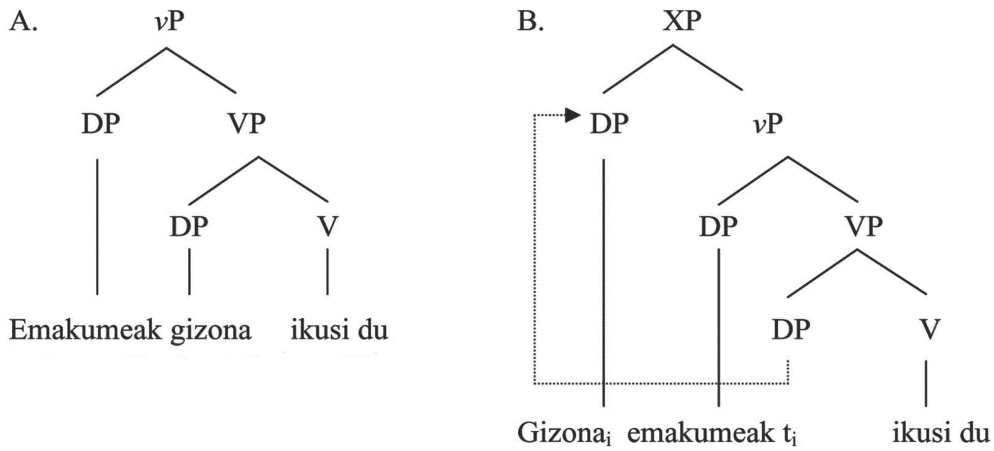 A. vP
DP VP
DP V
Emakumeak gizona ikusi du
B. XP
DP vP
DP VP
DP V
Gizonai emakumeak ti ikusi du